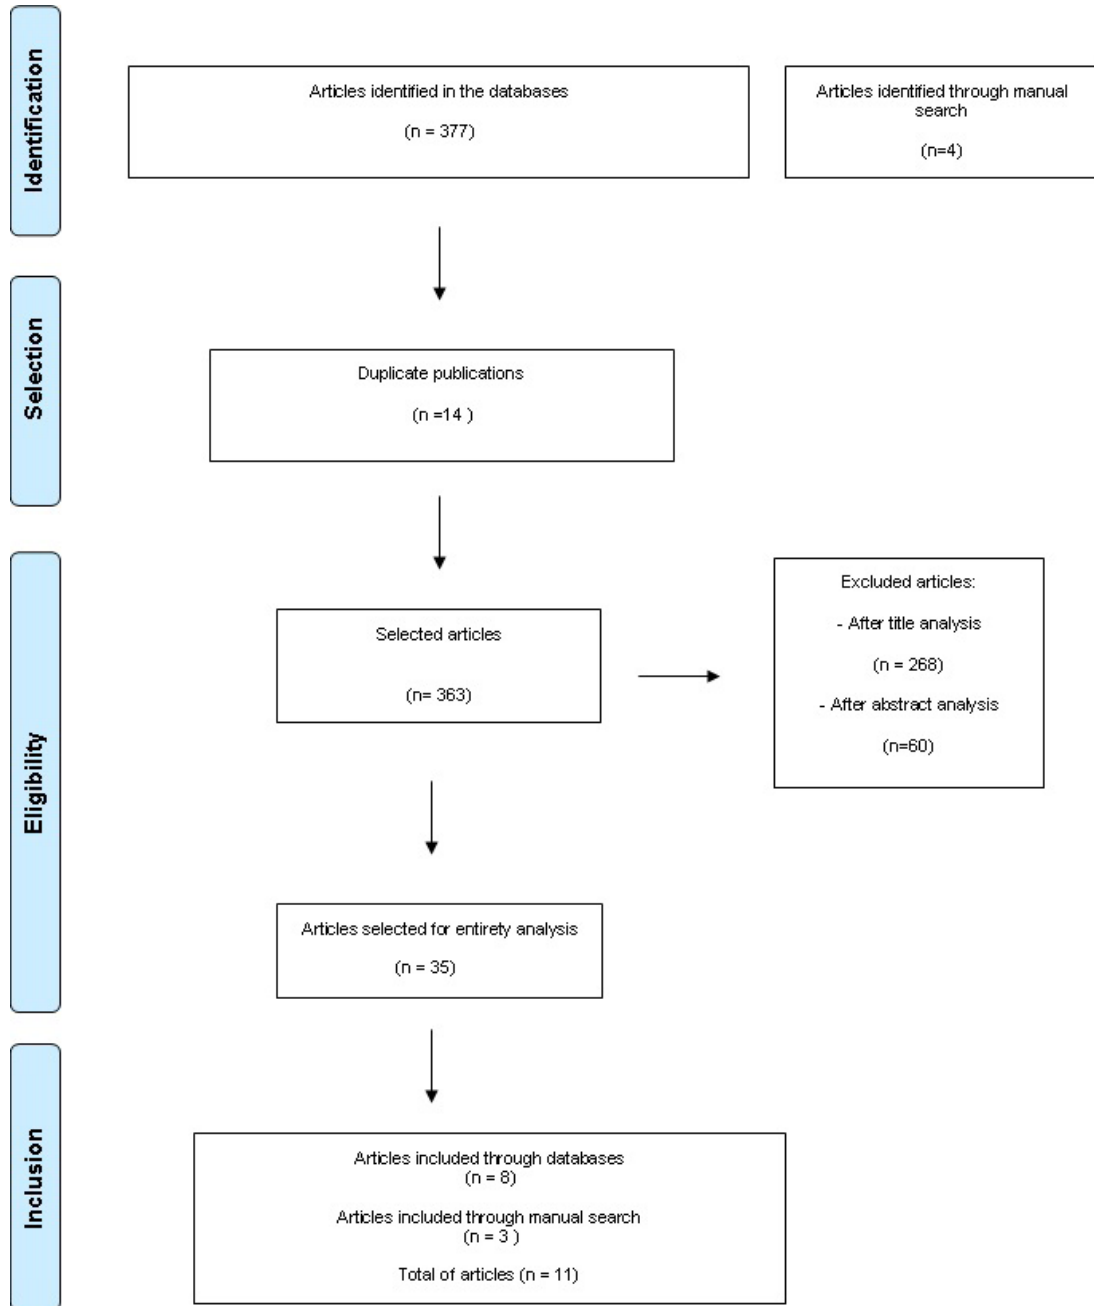 Identification
Articles identified in the databases
(n = 377)
Articles identified through manual
search
(n=4)
Selection
Duplicate publications
(n =14 )
Eligibility
Selected articles
(n= 363)
Excluded articles:
- After title analysis
(n = 268)
- After abstract analysis
(n=60)
Articles selected for entirety analysis
(n = 35)
Inclusion
Articles included through databases
(n = 8)
Articles included through manual search
(n = 3 )
Total of articles (n = 11)